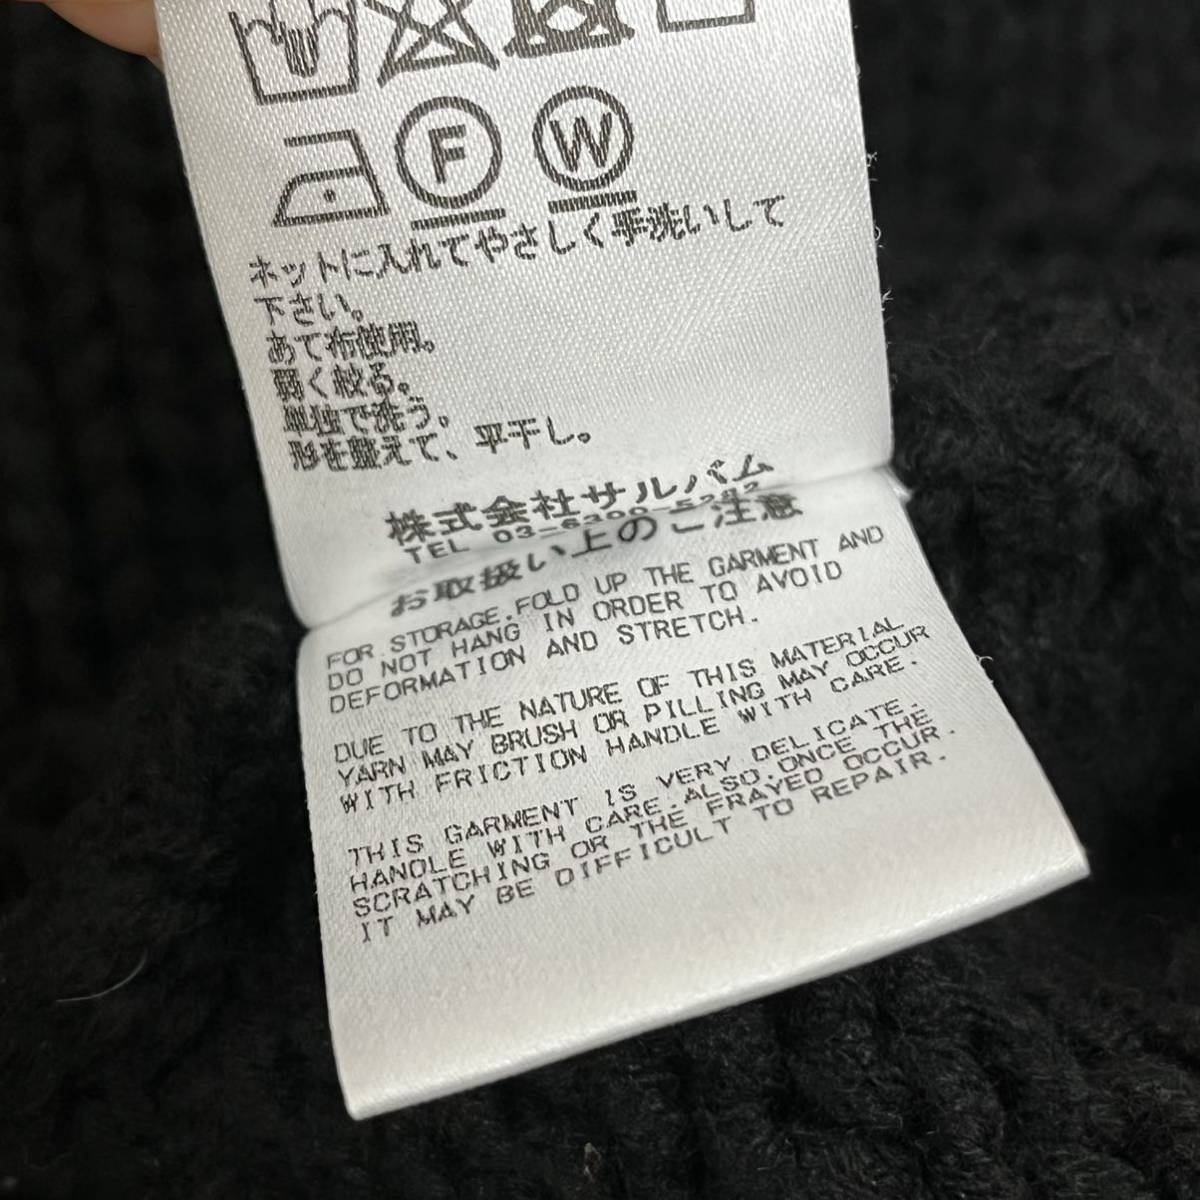 F W
ネットに入れてやさしく手洗いして
下さい。
あて布使用。
弱く絞る。
単独で洗う。
形を整えて、平干し。
株式会社サルバム
TEL 03-6300-5282
お取扱い上のご注意
FOR STORAGE,FOLD UP THE GARMENT AND
DO NOT HANG IN ORDER TO AVOID
DEFORMATION AND STRETCH.
DUE TO THE NATURE OF THIS MATERIAL
YARN MAY BRUSH OR PILLING MAY OCCUR
WITH FRICTION HANDLE WITH CARE.
THIS GARMENT IS VERY DELICATE.
HANDLE WITH CARE.ALSO,ONCE THE
SCRATCHING OR THE FRAYED OCCUR.
IT MAY BE DIFFICULT TO REPAIR.